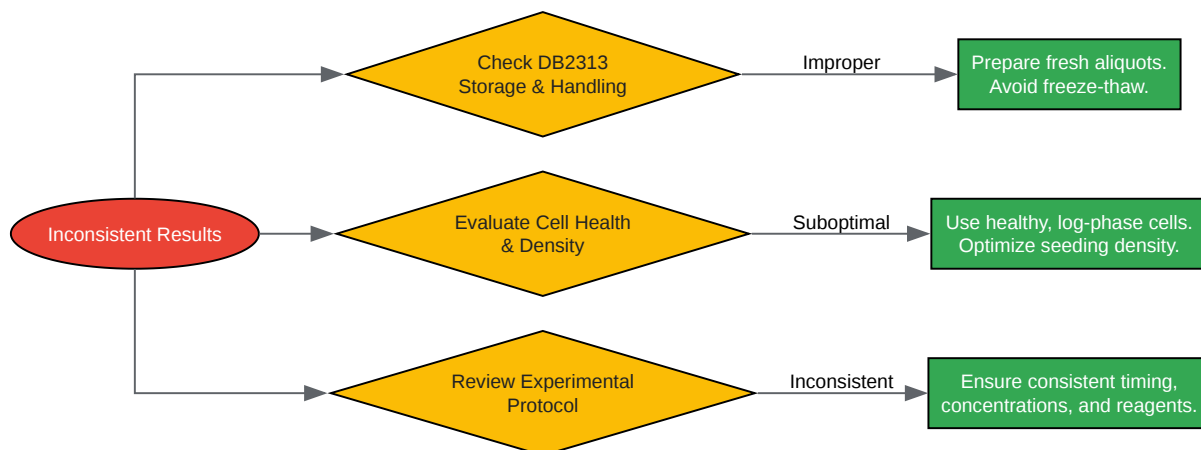 Check DB2313
Storage & Handling
Improper
Prepare fresh aliquots.
Avoid freeze-thaw.
Inconsistent Results
Evaluate Cell Health
& Density
Suboptimal
Use healthy, log-phase cells.
Optimize seeding density.
Review Experimental
Protocol
Inconsistent
Ensure consistent timing,
concentrations, and reagents.